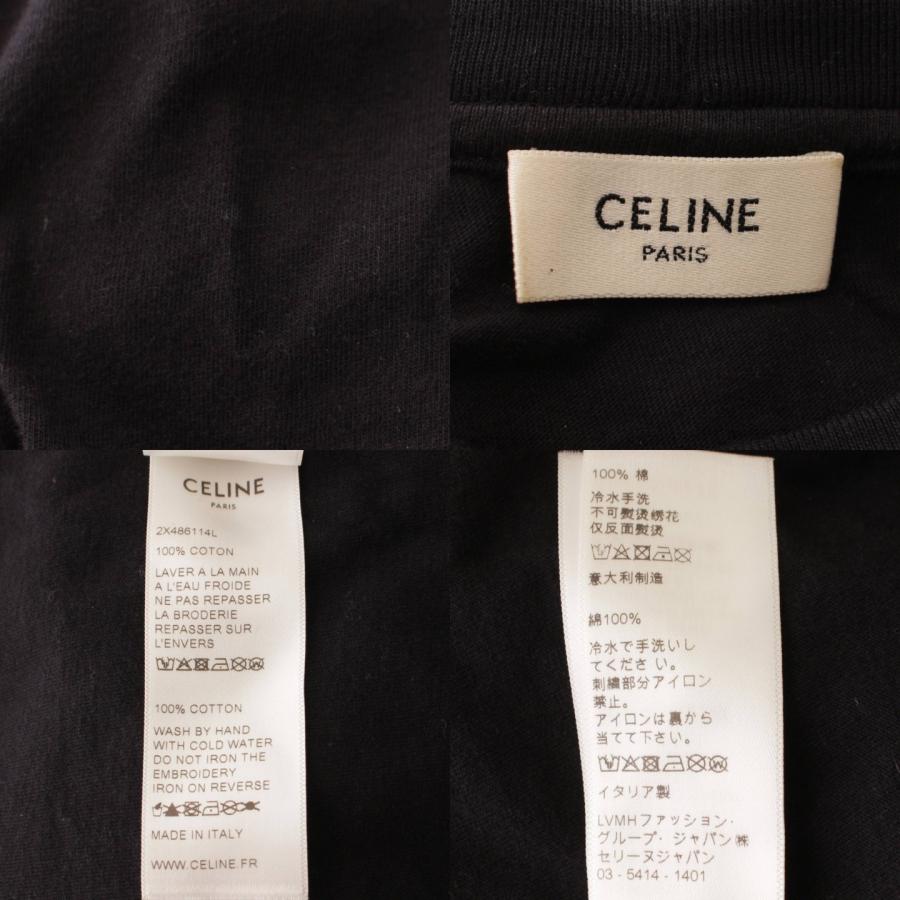 CELINE
PARIS
CELINE
PARIS
2X486114L
100% COTON
LAVER A LA MAIN
A L'EAU FROIDE
NE PAS REPASSER
LA BRODERIE
REPASSER SUR
L'ENVERS
100% COTTON
WASH BY HAND
WITH COLD WATER
DO NOT IRON THE
EMBROIDERY
IRON ON REVERSE
MADE IN ITALY
WWW.CELINE.FR
100% 棉
冷水手洗
不可熨烫绣花
仅反面熨烫
意大利制造
綿100%
冷水で手洗いし
てくださ い。
刺繍部分アイロン
禁止。
アイロンは裏から
当てて下さい。
イタリア製
LVMHファッション・
グループ・ジャパン㈱
セリーヌジャパン
03 - 5414 - 1401